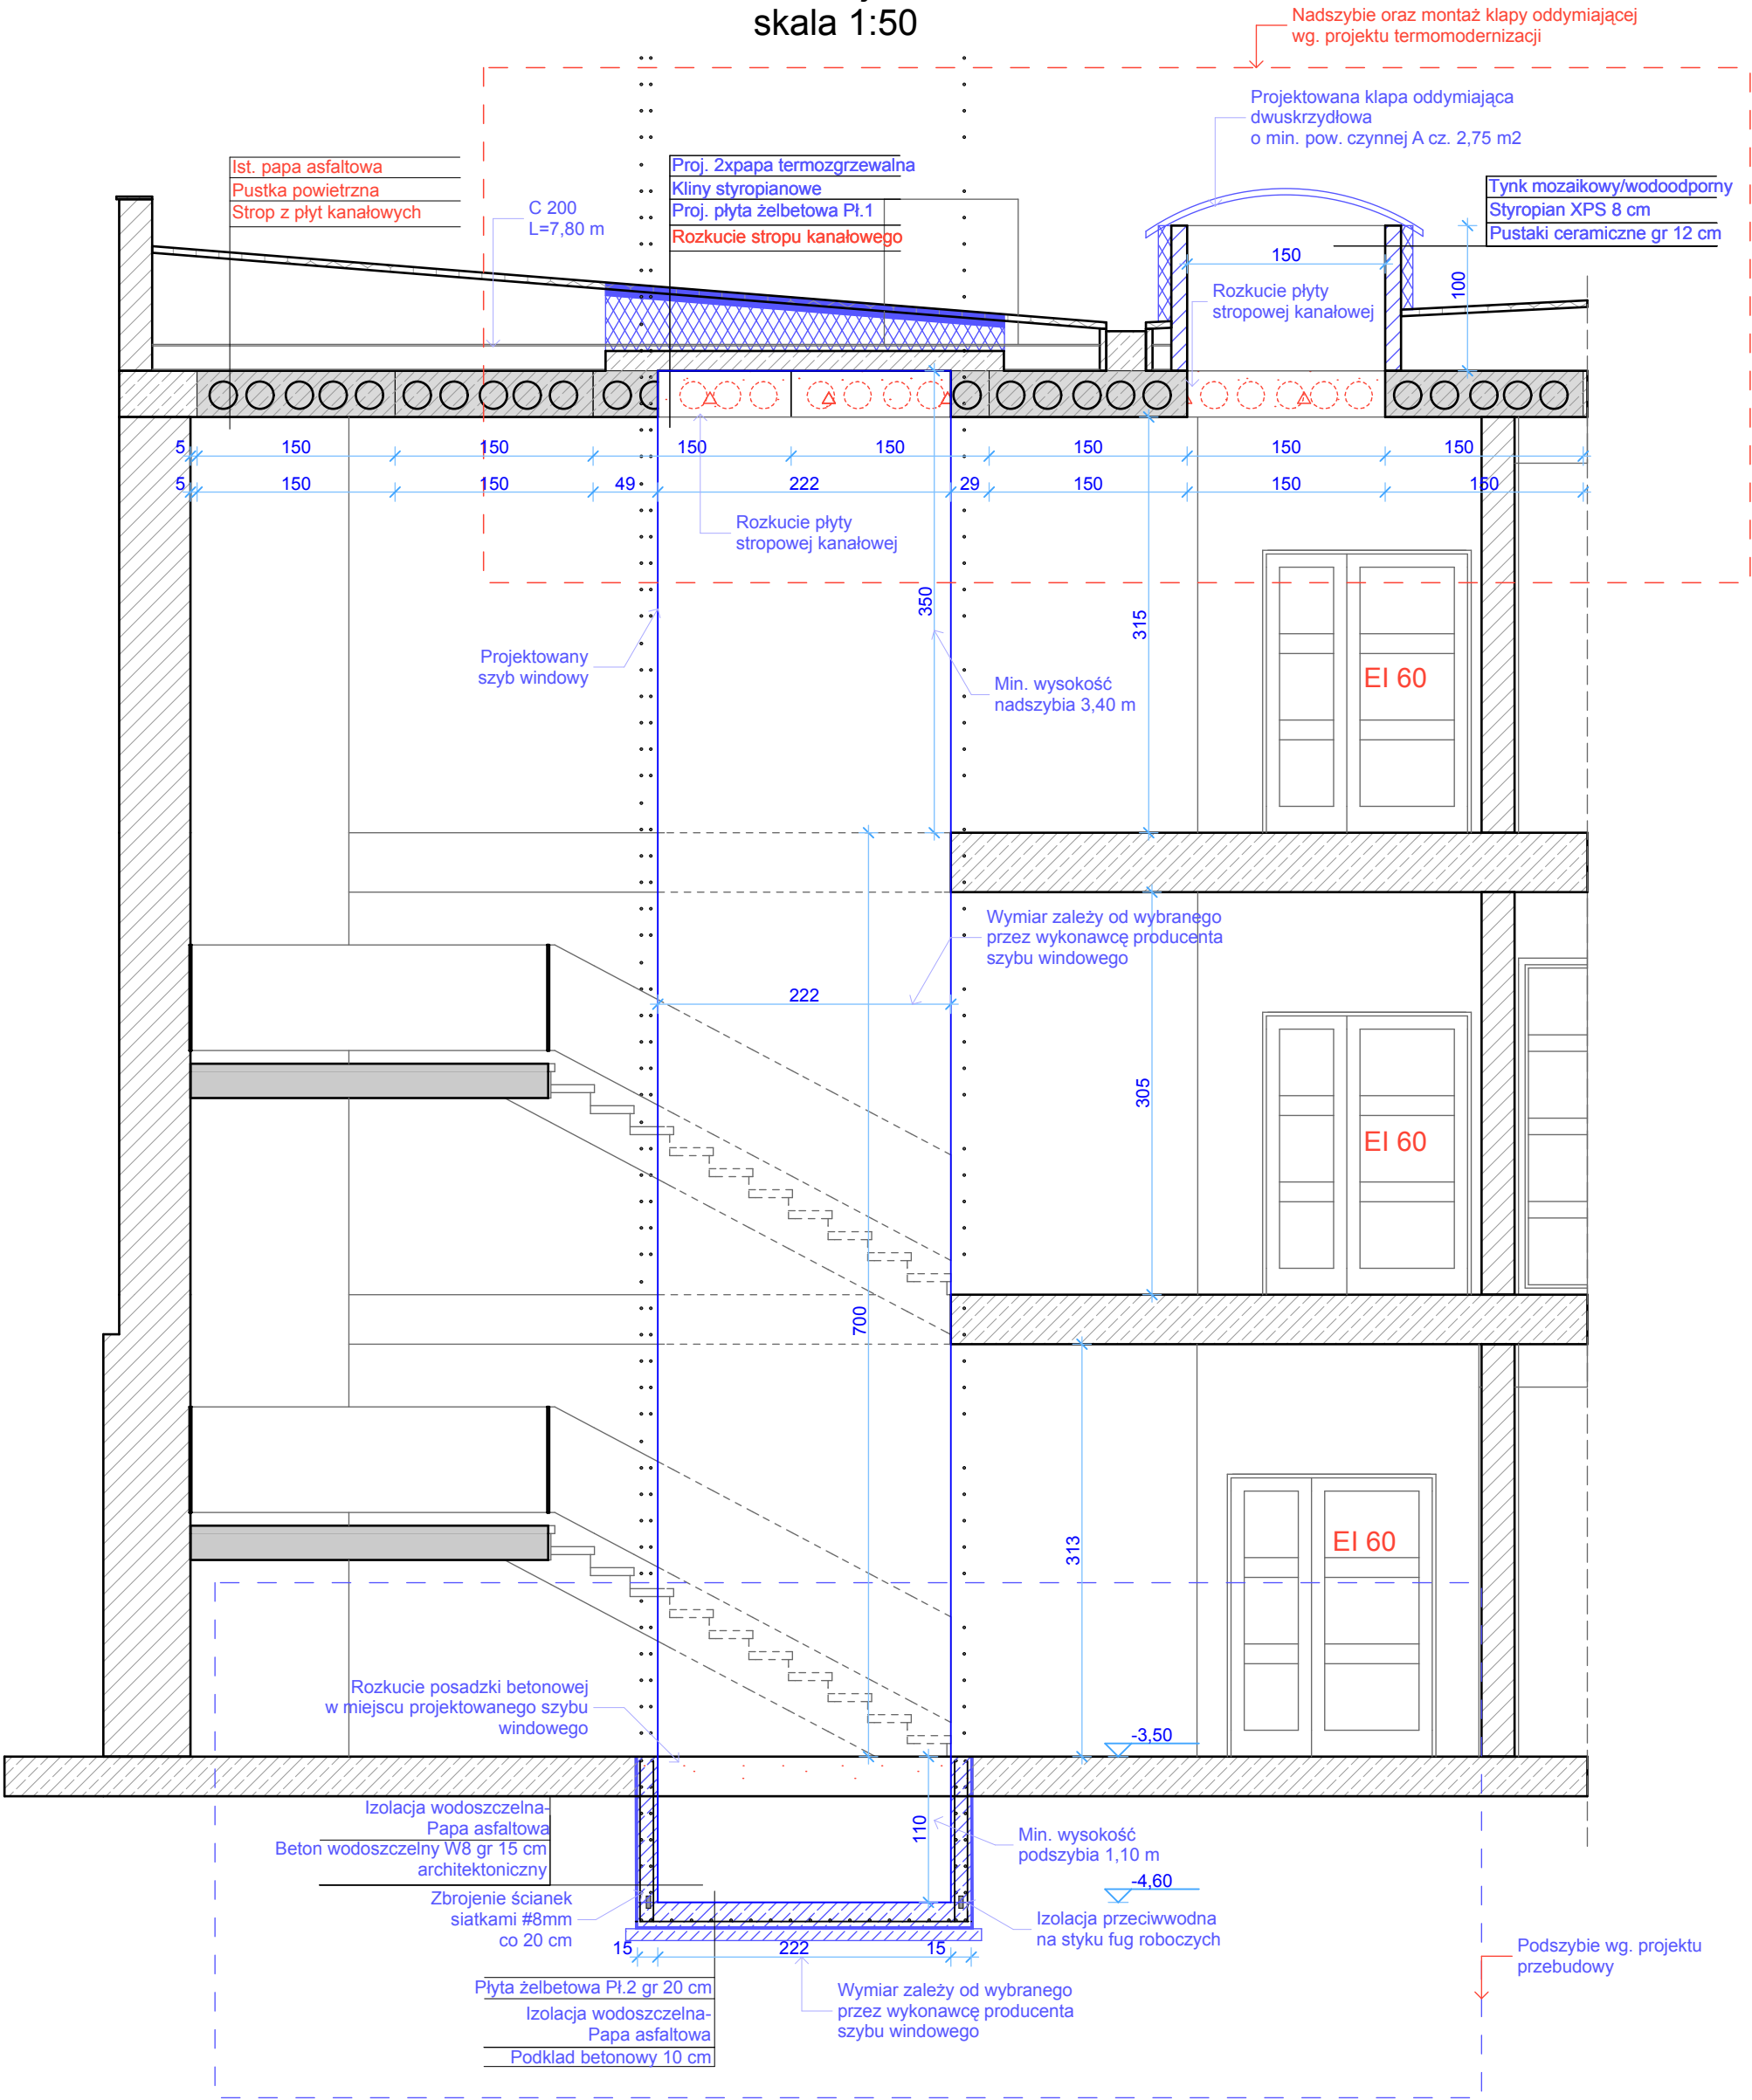 skala 1:50
Nadszybie oraz montaż klapy oddymiającej
wg. projektu termomodernizacji
Projektowana klapa oddymiająca
dwuskrzydłowa
o min. pow. czynnej A cz. 2,75 m2
Ist. papa asfaltowa
Pustka powietrzna
Strop z płyt kanałowych
C 200
L=7,80 m
Proj. 2xpapa termozgrzewalna
Kliny styropianowe
Proj. płyta żelbetowa Pł.1
Rozkucie stropu kanałowego
Tynk mozaikowy/wodoodporny
Styropian XPS 8 cm
Pustaki ceramiczne gr 12 cm
150
100
Rozkucie płyty
stropowej kanałowej
5 150 150 150 150 150 150 150
5 150 150 49 222 29 150 150 150
Rozkucie płyty
stropowej kanałowej
350
315
Projektowany
szyb windowy
Min. wysokość
nadszybia 3,40 m
EI 60
Wymiar zależy od wybranego
przez wykonawcę producenta
szybu windowego
222
305
EI 60
700
313
EI 60
Rozkucie posadzki betonowej
w miejscu projektowanego szybu
windowego
-3,50
Izolacja wodoszczelna-
Papa asfaltowa
Beton wodoszczelny W8 gr 15 cm
architektoniczny
110
Min. wysokość
podszybia 1,10 m
-4,60
Zbrojenie ścianek
siatkami #8mm
co 20 cm
Izolacja przeciwwodna
na styku fug roboczych
15 222 15
Podszybie wg. projektu
przebudowy
Płyta żelbetowa Pł.2 gr 20 cm
Izolacja wodoszczelna-
Papa asfaltowa
Podklad betonowy 10 cm
Wymiar zależy od wybranego
przez wykonawcę producenta
szybu windowego